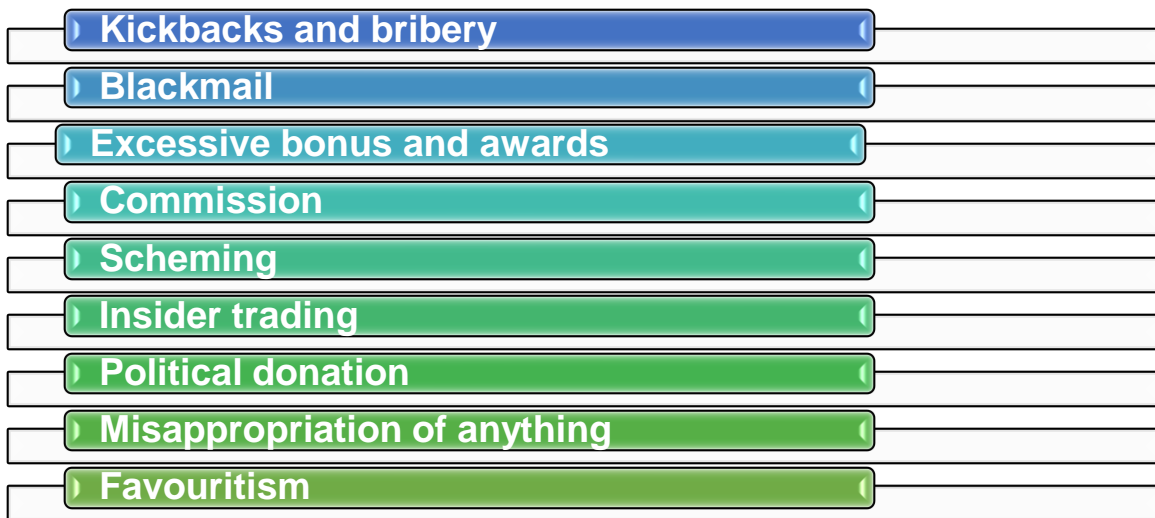 Kickbacks and bribery
Blackmail
Excessive bonus and awards
Commission
Scheming
Insider trading
Political donation
Misappropriation of anything
Favouritism